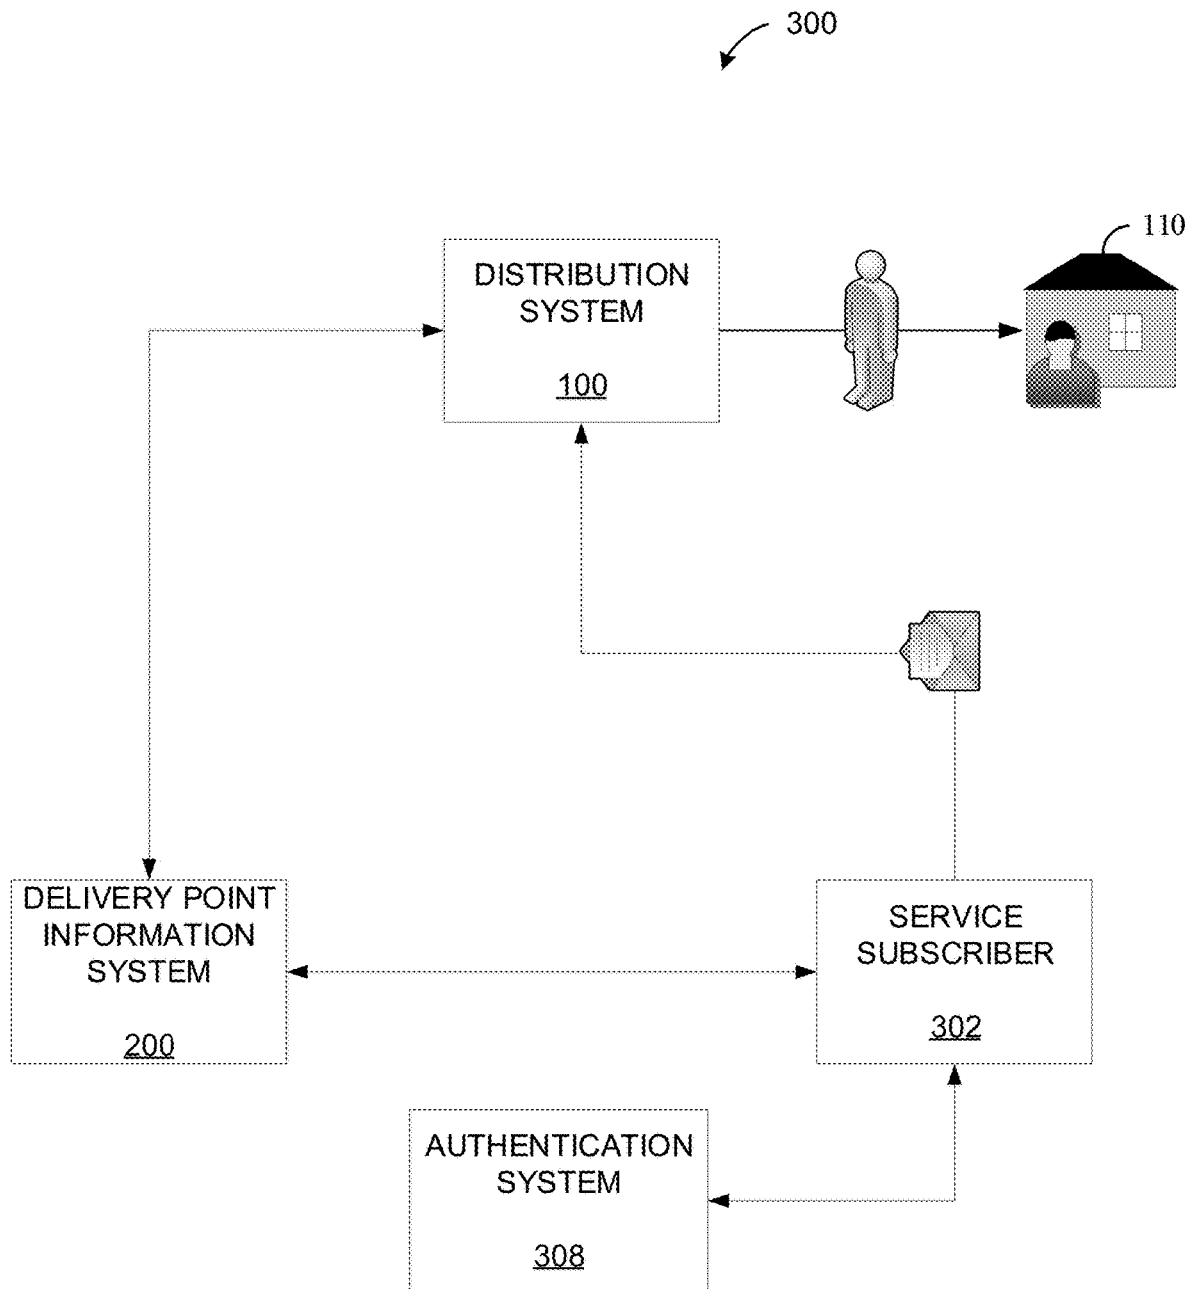 300
110
DISTRIBUTION
SYSTEM
100
DELIVERY POINT
INFORMATION
SYSTEM
200
SERVICE
SUBSCRIBER
302
AUTHENTICATION
SYSTEM
308